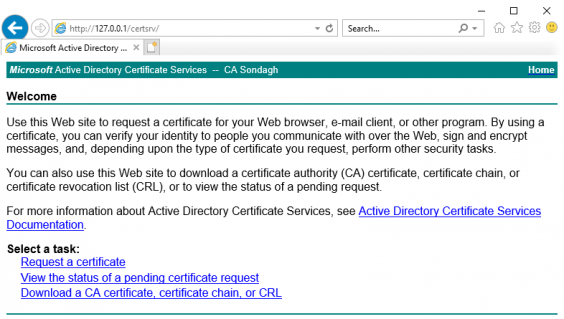 http://127.0.0.1/certsrv/
Search...
Microsoft Active Directory ...
Microsoft Active Directory Certificate Services -- CA Sondagh Home
Welcome
Use this Web site to request a certificate for your Web browser, e-mail client, or other program. By using a
certificate, you can verify your identity to people you communicate with over the Web, sign and encrypt
messages, and, depending upon the type of certificate you request, perform other security tasks.
You can also use this Web site to download a certificate authority (CA) certificate, certificate chain, or
certificate revocation list (CRL), or to view the status of a pending request.
For more information about Active Directory Certificate Services, see Active Directory Certificate Services
Documentation.
Select a task:
Request a certificate
View the status of a pending certificate request
Download a CA certificate, certificate chain, or CRL